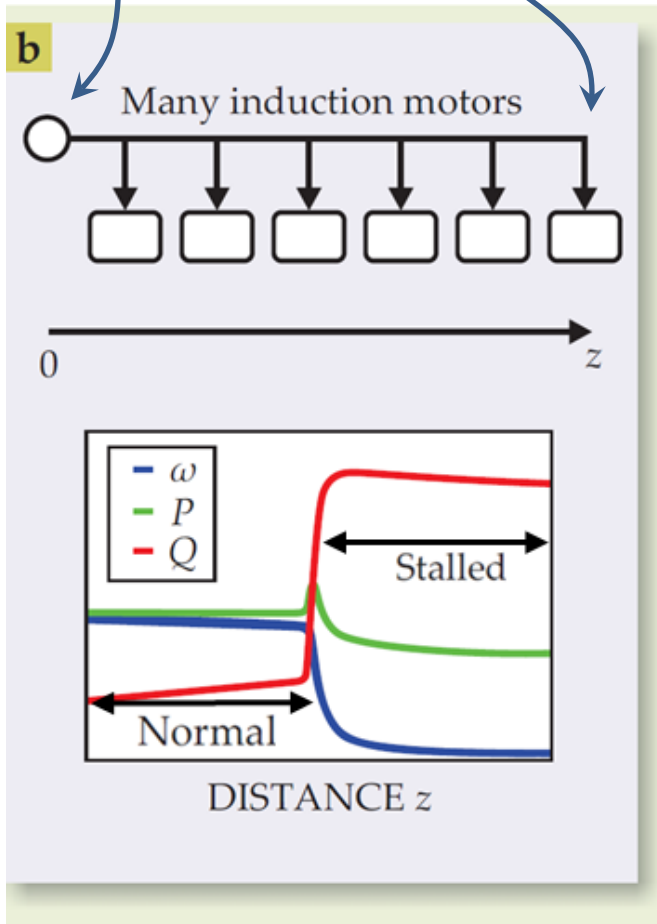 b
Many induction motors
0
z
ω
P
Q
Stalled
Normal
DISTANCE z